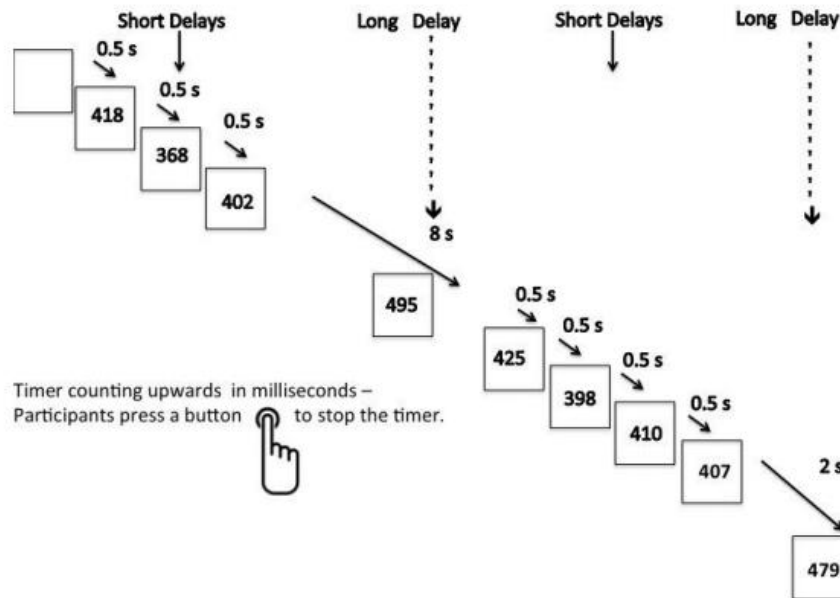 Short Delays
Long Delay
Short Delays
Long Delay
0.5 s
0.5 s
0.5 s
418
368
402
8 s
495
0.5 s
0.5 s
0.5 s
0.5 s
425
398
410
407
2 s
479
Timer counting upwards in milliseconds –
Participants press a button to stop the timer.